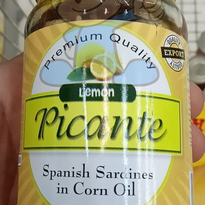 Premium Quality
Lemon
EXPORT
Picante
Spanish Sardines
in Corn Oil